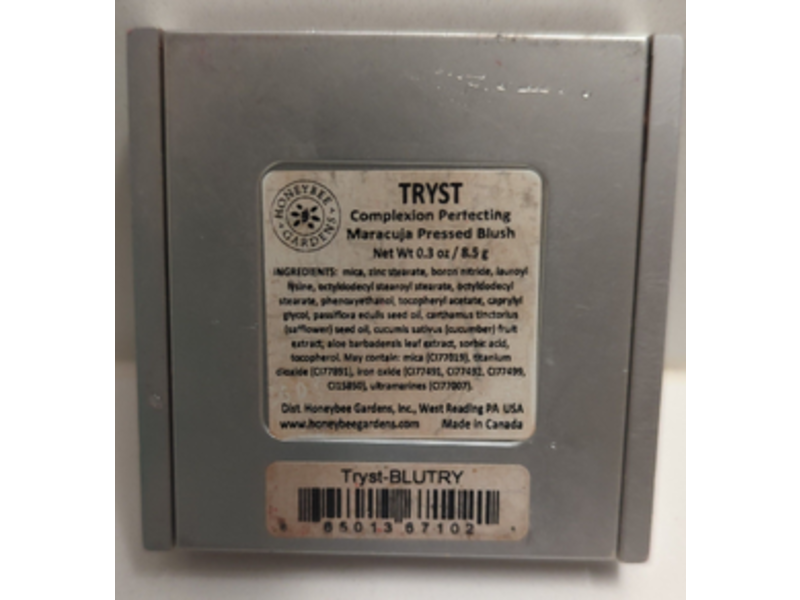 HONEYBEE GARDENS
TRYST
Complexion Perfecting
Maracuja Pressed Blush
Net Wt 0.3 oz / 8.5 g
INGREDIENTS: mica, zinc stearate, boron nitride, lauroyl
lysine, octyldodecyl stearoyl stearate, octyldodecyl
stearate, phenoxyethanol, tocopheryl acetate, caprylyl
glycol, passiflora edulis seed oil, carthamus tinctorius
(safflower) seed oil, cucumis sativus (cucumber) fruit
extract, aloe barbadensis leaf extract, sorbic acid,
tocopherol. May contain: mica (CI77019), titanium
dioxide (CI77891), iron oxide (CI77491, CI77492, CI77499,
CI15850), ultramarines (CI77007).
Dist. Honeybee Gardens, Inc., West Reading PA USA
www.honeybeegardens.com Made in Canada
Tryst-BLUTRY
65013 67102